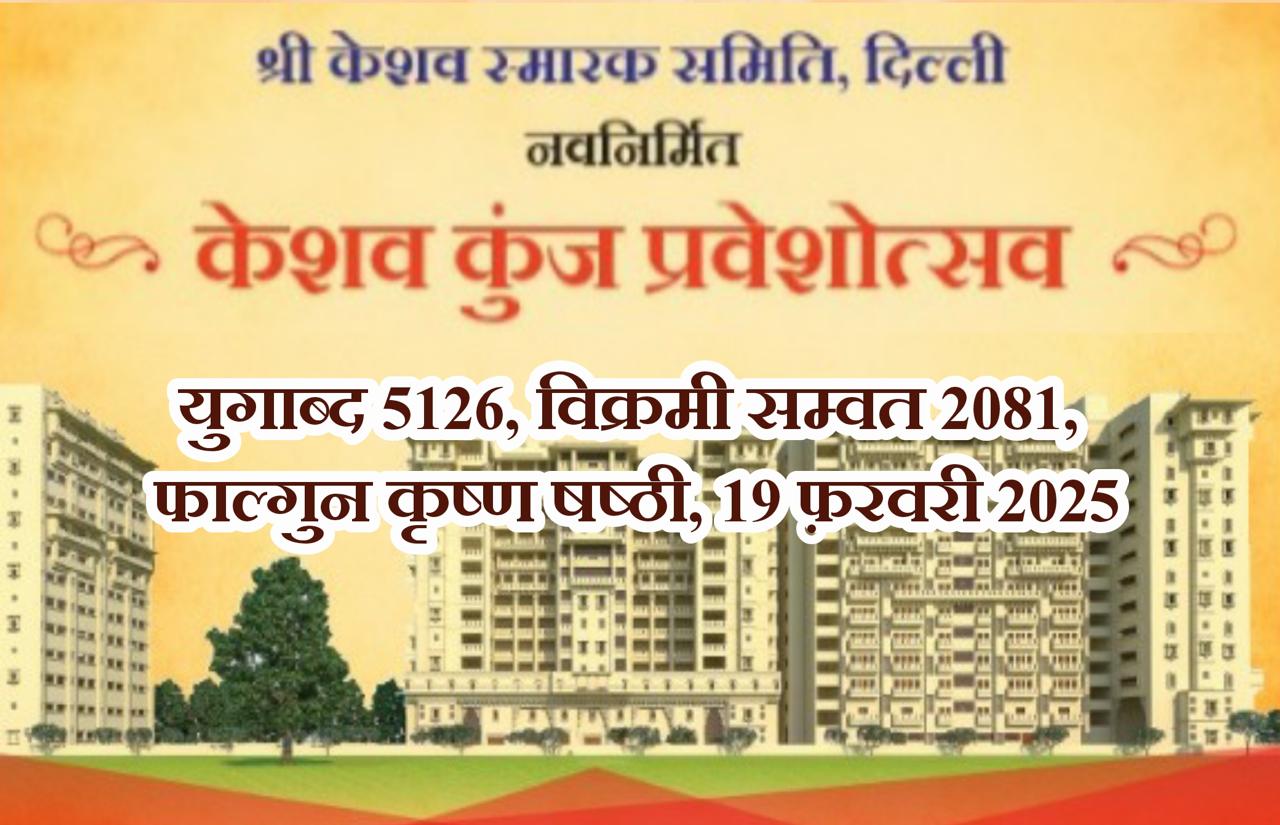 श्री केशव स्मारक समिति, दिल्ली
नवनिर्मित
केशव कुंज प्रवेशोत्सव
युगाब्द 5126, विक्रमी सम्वत 2081,
फाल्गुन कृष्ण षष्ठी, 19 फ़रवरी 2025